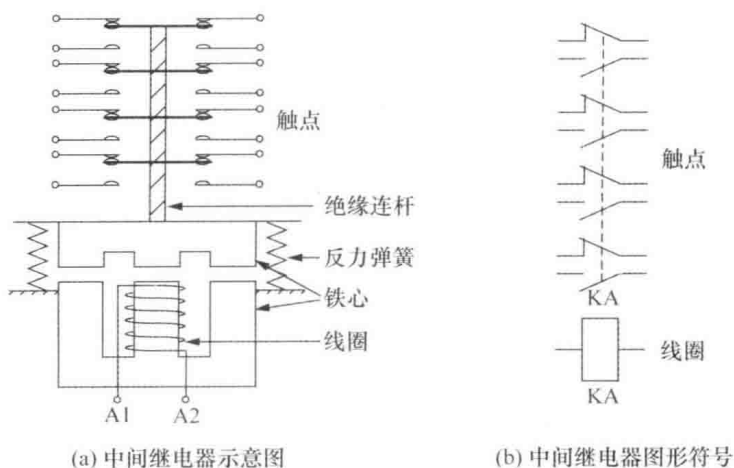 触点
绝缘连杆
反力弹簧
铁心
线圈
A1 A2
(a) 中间继电器示意图
触点
KA
线圈
KA
(b) 中间继电器图形符号